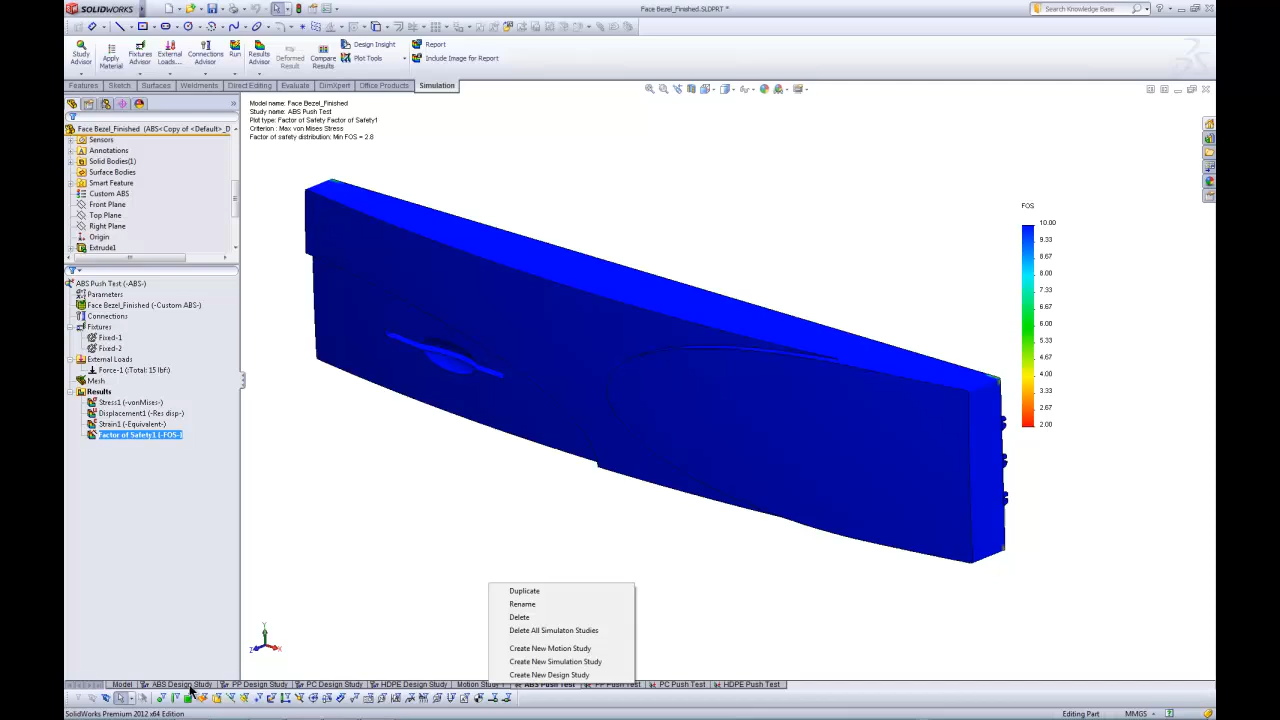 SOLIDWORKS
Face Bezel_Finished.SLDPRT *
Search Knowledge Base
Study Advisor
Apply Material
Fixtures Advisor
External Loads...
Connections Advisor
Run
Results Advisor
Deformed Result
Compare Results
Design Insight
Plot Tools
Report
Include Image for Report
Features
Sketch
Surfaces
Weldments
Direct Editing
Evaluate
DimXpert
Office Products
Simulation
Model name: Face Bezel_Finished
Study name: ABS Push Test
Plot type: Factor of Safety Factor of Safety1
Criterion : Max von Mises Stress
Factor of safety distribution: Min FOS = 2.6
Face Bezel_Finished (ABS<Copy of <Default>_D
Sensors
Annotations
Solid Bodies(1)
Surface Bodies
Smart Feature
Custom ABS
Front Plane
Top Plane
Right Plane
Origin
Extrude1
ABS Push Test (-ABS-)
Parameters
Face Bezel_Finished (-Custom ABS-)
Connections
Fixtures
Fixed-1
Fixed-2
External Loads
Force-1 (:Total: 15 lbf:)
Mesh
Results
Stress1 (-vonMises-)
Displacement1 (-Res disp-)
Strain1 (-Equivalent-)
Factor of Safety1 (-FOS-)
FOS
10.00
9.33
8.67
8.00
7.33
6.67
6.00
5.33
4.67
4.00
3.33
2.67
2.00
Duplicate
Rename
Delete
Delete All Simulaton Studies
Create New Motion Study
Create New Simulation Study
Create New Design Study
Y
Z
X
Model
ABS Design Study
PP Design Study
PC Design Study
HDPE Design Study
Motion Study
ABS Push Test
PP Push Test
PC Push Test
HDPE Push Test
SolidWorks Premium 2012 x64 Edition
Editing Part
MMGS